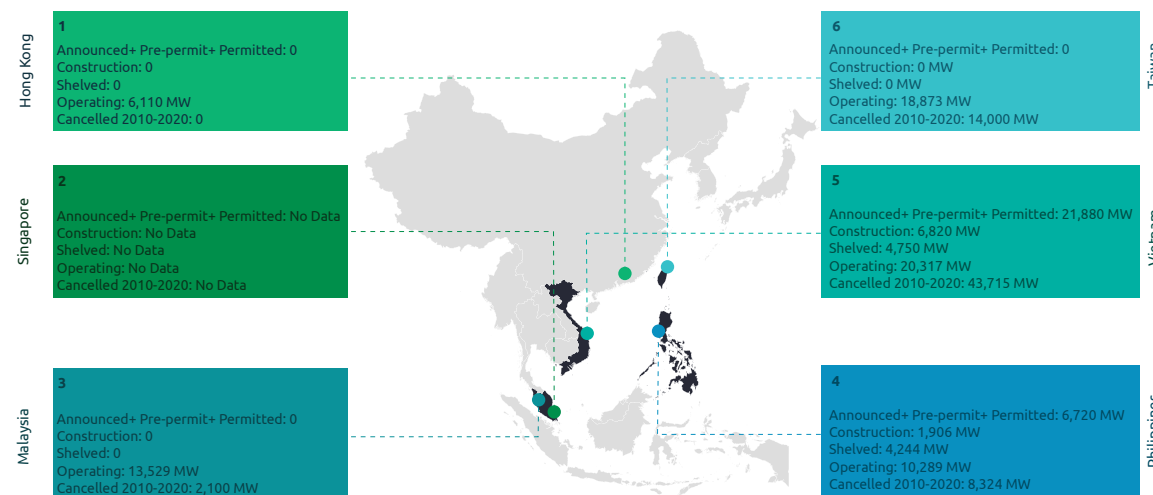 Hong Kong
1
Announced+ Pre-permit+ Permitted: 0
Construction: 0
Shelved: 0
Operating: 6,110 MW
Cancelled 2010-2020: 0
Singapore
2
Announced+ Pre-permit+ Permitted: No Data
Construction: No Data
Shelved: No Data
Operating: No Data
Cancelled 2010-2020: No Data
Malaysia
3
Announced+ Pre-permit+ Permitted: 0
Construction: 0
Shelved: 0
Operating: 13,529 MW
Cancelled 2010-2020: 2,100 MW
6
Announced+ Pre-permit+ Permitted: 0
Construction: 0 MW
Shelved: 0 MW
Operating: 18,873 MW
Cancelled 2010-2020: 14,000 MW
Taiwan
5
Announced+ Pre-permit+ Permitted: 21,880 MW
Construction: 6,820 MW
Shelved: 4,750 MW
Operating: 20,317 MW
Cancelled 2010-2020: 43,715 MW
Vietnam
4
Announced+ Pre-permit+ Permitted: 6,720 MW
Construction: 1,906 MW
Shelved: 4,244 MW
Operating: 10,289 MW
Cancelled 2010-2020: 8,324 MW
Philippines